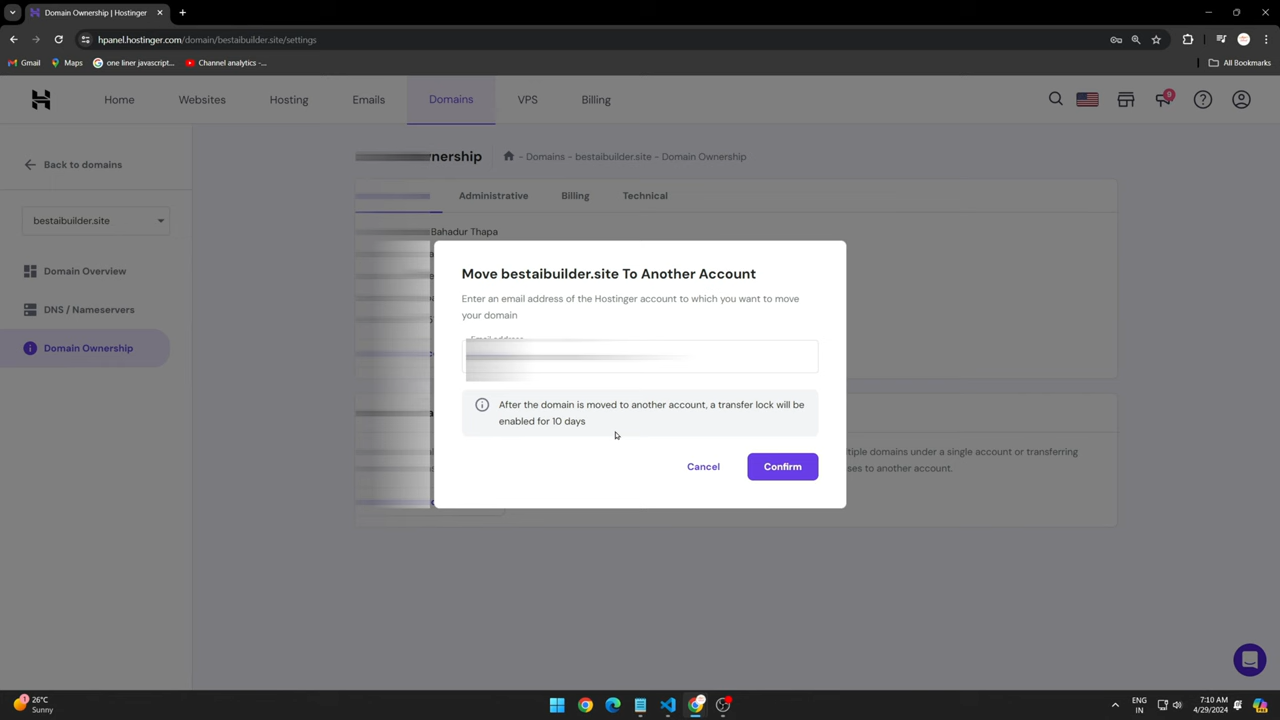 Domain Ownership | Hostinger
hpanel.hostinger.com/domain/bestaibuilder.site/settings
Gmail
Maps
one liner javascript...
Channel analytics -...
All Bookmarks
Home
Websites
Hosting
Emails
Domains
VPS
Billing
9
Back to domains
- Domains - bestaibuilder.site - Domain Ownership
Administrative
Billing
Technical
bestaibuilder.site
Bahadur Thapa
Domain Overview
DNS / Nameservers
Domain Ownership
Move bestaibuilder.site To Another Account
Enter an email address of the Hostinger account to which you want to move
your domain
Email address
After the domain is moved to another account, a transfer lock will be
enabled for 10 days
Cancel
Confirm
domains under a single account or transferring
to another account.
1
26°C
Sunny
ENG
IN
7:10 AM
4/29/2024